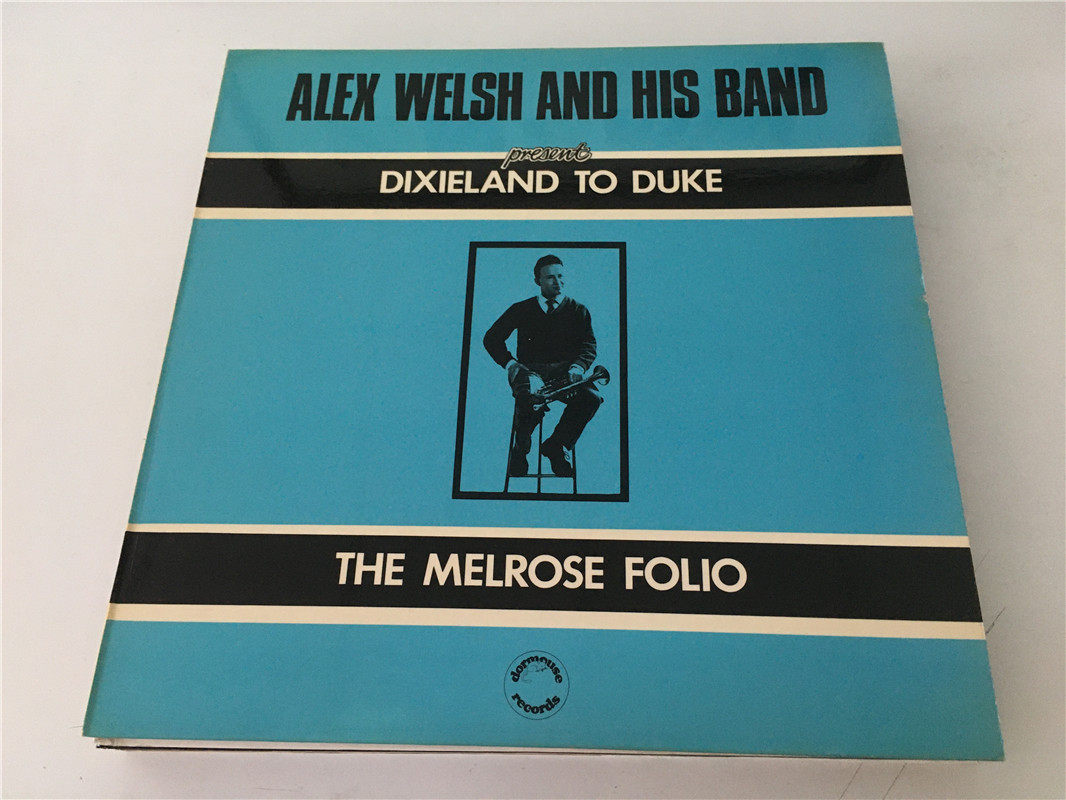 ALEX WELSH AND HIS BAND
present
DIXIELAND TO DUKE
THE MELROSE FOLIO
dormouse
records